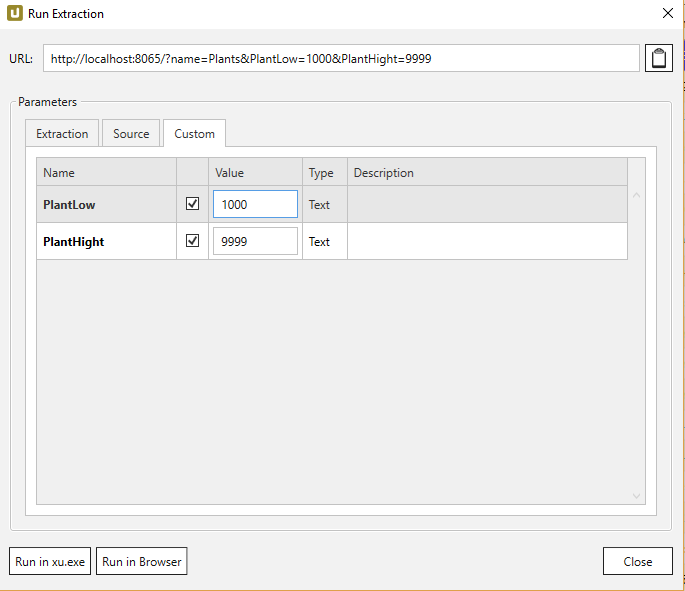 Run Extraction
URL: http://localhost:8065/?name=Plants&PlantLow=1000&PlantHight=9999
Parameters
Extraction Source Custom
Name Value Type Description
PlantLow 1000 Text
PlantHight 9999 Text
Run in xu.exe Run in Browser Close